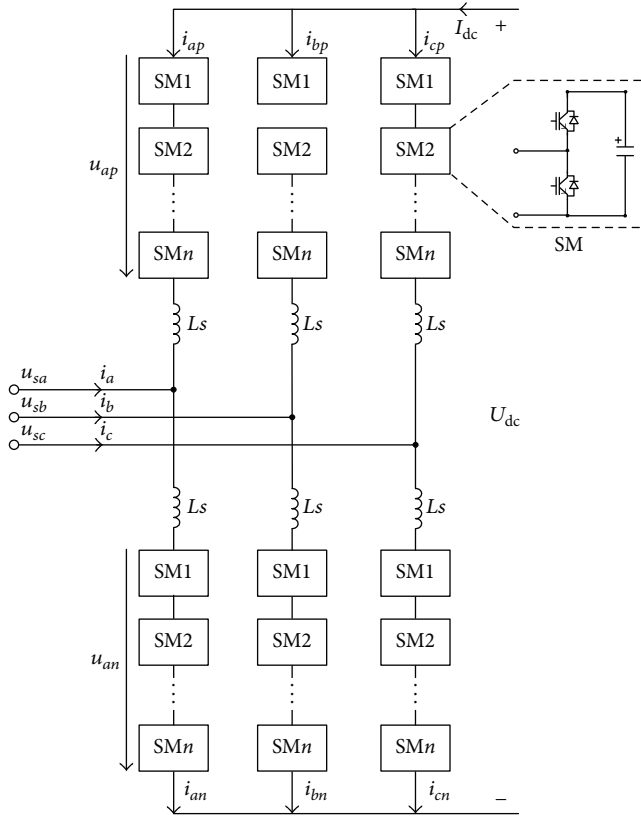 I_dc +
i_ap i_bp i_cp
SM1 SM1 SM1
u_ap SM2 SM2 SM2
+
SM
SMn SMn SMn
Ls Ls Ls
u_sa i_a
u_sb i_b
U_dc
u_sc i_c
Ls Ls Ls
SM1 SM1 SM1
u_an SM2 SM2 SM2
SMn SMn SMn
i_an i_bn i_cn −